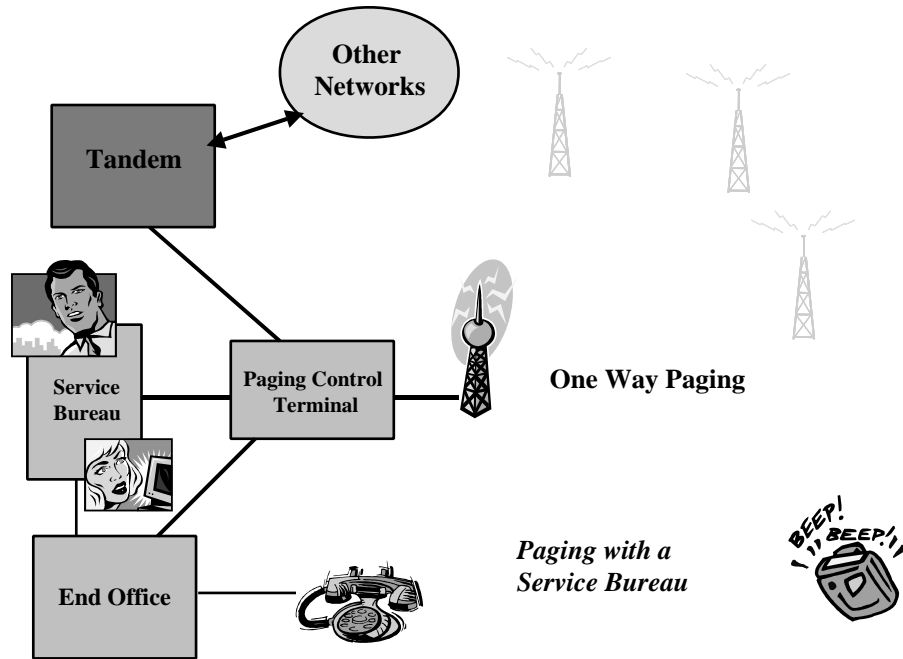 Other
Networks
Tandem
Service
Bureau
Paging Control
Terminal
One Way Paging
End Office
Paging with a
Service Bureau
BEEP!
BEEP!